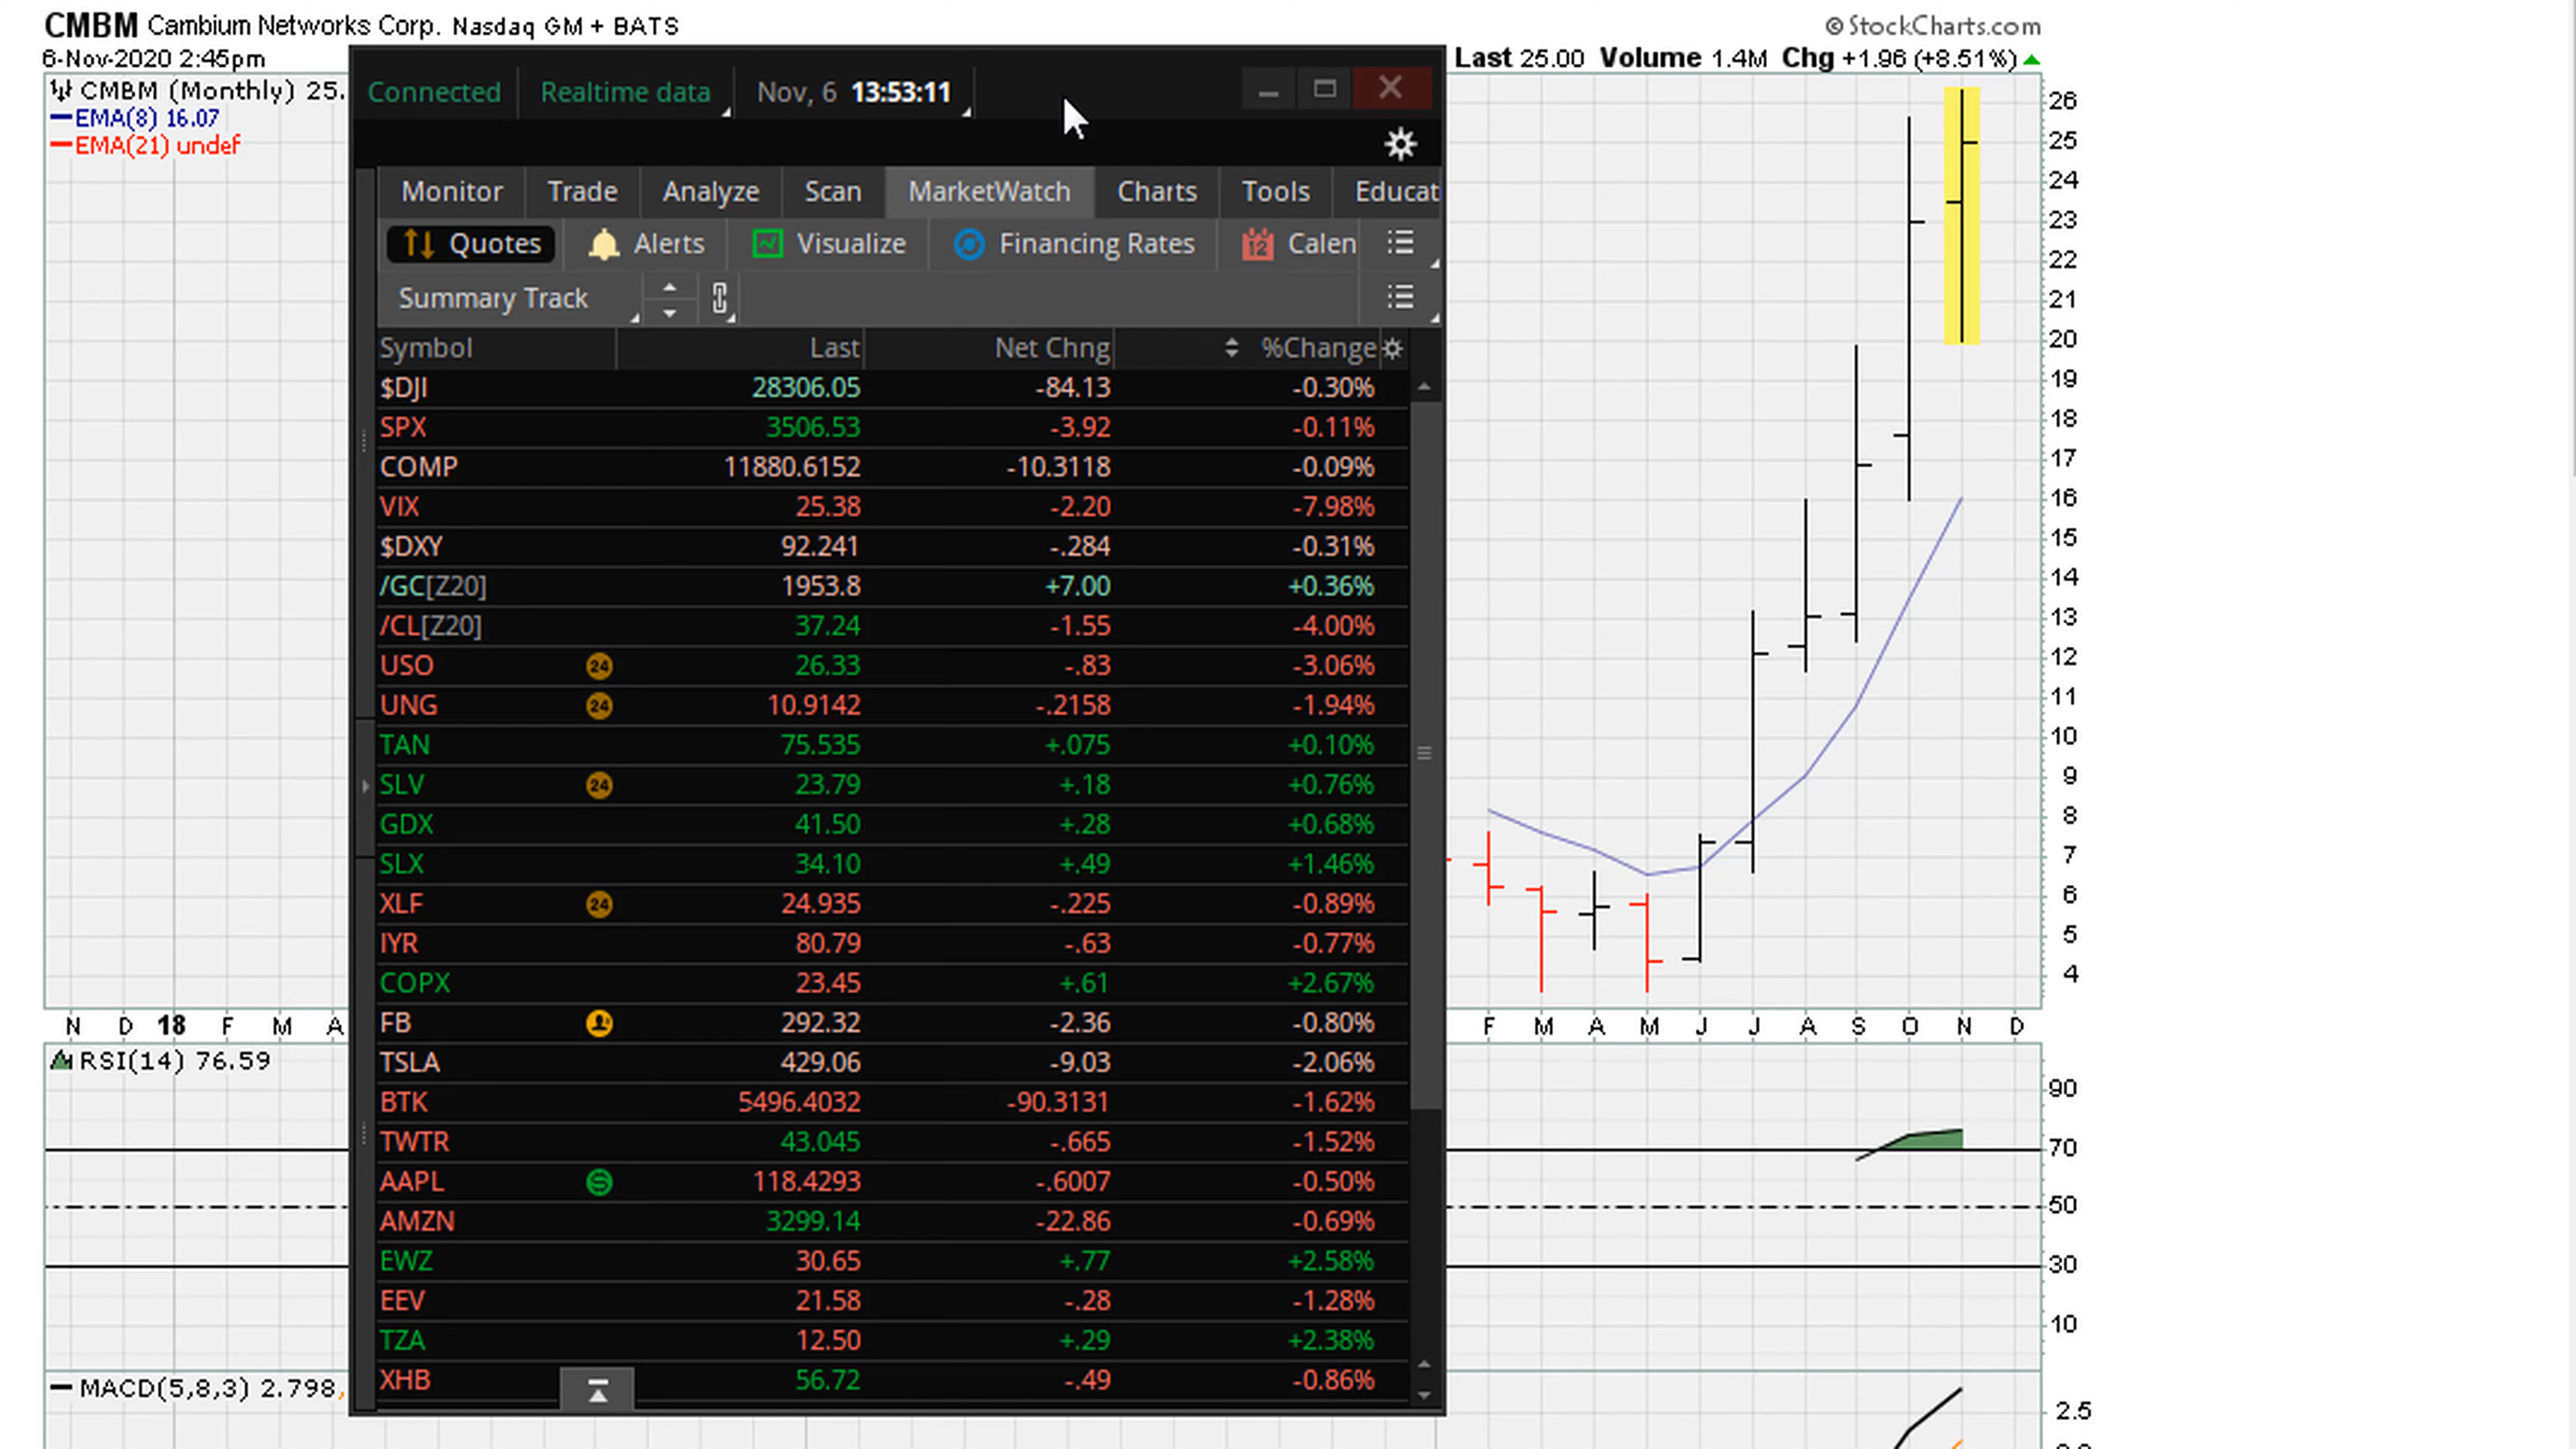 CMBM Cambium Networks Corp. Nasdaq GM + BATS
© StockCharts.com
6-Nov-2020 2:45pm
Last 25.00 Volume 1.4M Chg +1.96 (+8.51%)
CMBM (Monthly) 25.
EMA(8) 16.07
EMA(21) undef
Connected Realtime data Nov, 6 13:53:11
Monitor Trade Analyze Scan MarketWatch Charts Tools Educat
Quotes Alerts Visualize Financing Rates 12 Calen
Summary Track
Symbol Last Net Chng %Change
$DJI 28306.05 -84.13 -0.30%
SPX 3506.53 -3.92 -0.11%
COMP 11880.6152 -10.3118 -0.09%
VIX 25.38 -2.20 -7.98%
$DXY 92.241 -.284 -0.31%
/GC[Z20] 1953.8 +7.00 +0.36%
/CL[Z20] 37.24 -1.55 -4.00%
USO 24 26.33 -.83 -3.06%
UNG 24 10.9142 -.2158 -1.94%
TAN 75.535 +.075 +0.10%
SLV 24 23.79 +.18 +0.76%
GDX 41.50 +.28 +0.68%
SLX 34.10 +.49 +1.46%
XLF 24 24.935 -.225 -0.89%
IYR 80.79 -.63 -0.77%
COPX 23.45 +.61 +2.67%
FB 292.32 -2.36 -0.80%
TSLA 429.06 -9.03 -2.06%
BTK 5496.4032 -90.3131 -1.62%
TWTR 43.045 -.665 -1.52%
AAPL 118.4293 -.6007 -0.50%
AMZN 3299.14 -22.86 -0.69%
EWZ 30.65 +.77 +2.58%
EEV 21.58 -.28 -1.28%
TZA 12.50 +.29 +2.38%
XHB 56.72 -.49 -0.86%
26
25
24
23
22
21
20
19
18
17
16
15
14
13
12
11
10
9
8
7
6
5
4
N D 18 F M A
F M A M J J A S O N D
RSI(14) 76.59
90
70
50
30
10
MACD(5,8,3) 2.798,
2.5